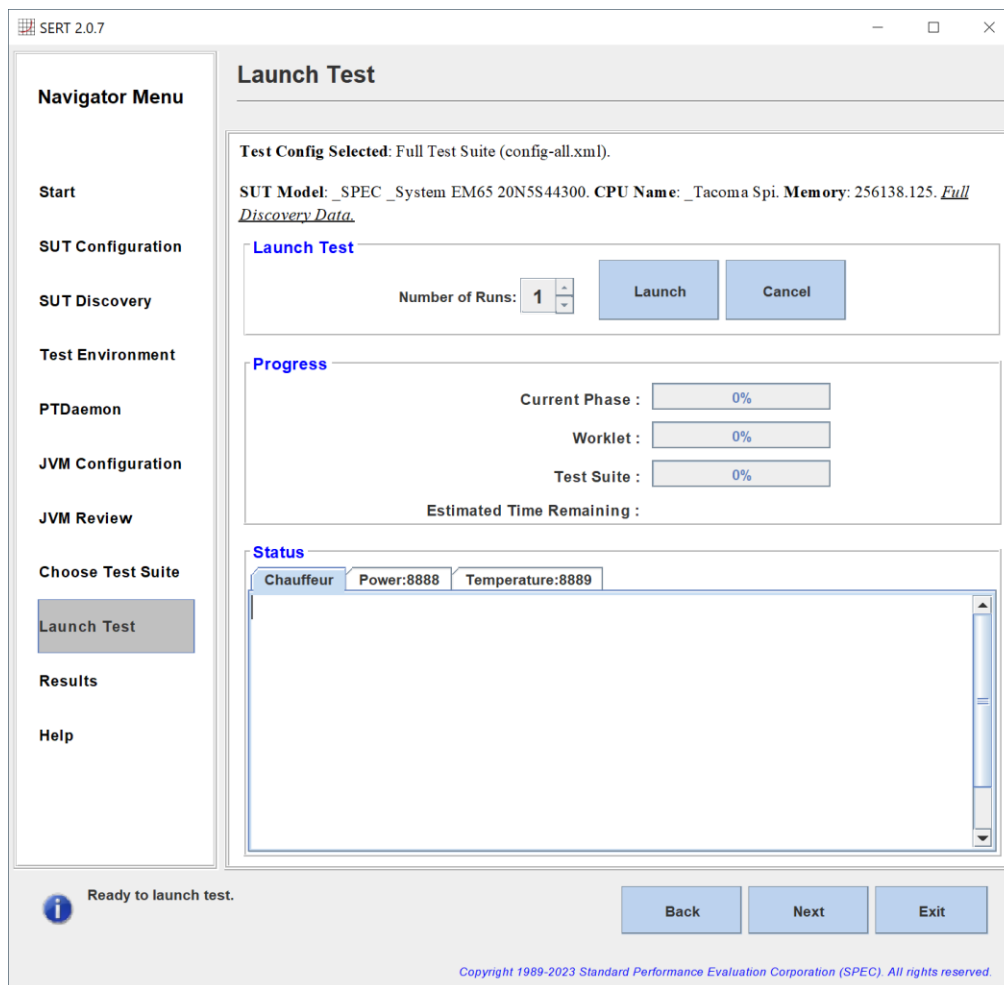 SERT 2.0.7
Launch Test
Navigator Menu
Start
SUT Configuration
SUT Discovery
Test Environment
PTDaemon
JVM Configuration
JVM Review
Choose Test Suite
Launch Test
Results
Help
Test Config Selected: Full Test Suite (config-all.xml).
SUT Model: _SPEC _System EM65 20N5S44300. CPU Name: _Tacoma Spi. Memory: 256138.125. Full
Discovery Data.
Launch Test
Number of Runs: 1 Launch Cancel
Progress
Current Phase : 0%
Worklet : 0%
Test Suite : 0%
Estimated Time Remaining :
Status
Chauffeur Power:8888 Temperature:8889
Ready to launch test.
Back Next Exit
Copyright 1989-2023 Standard Performance Evaluation Corporation (SPEC). All rights reserved.